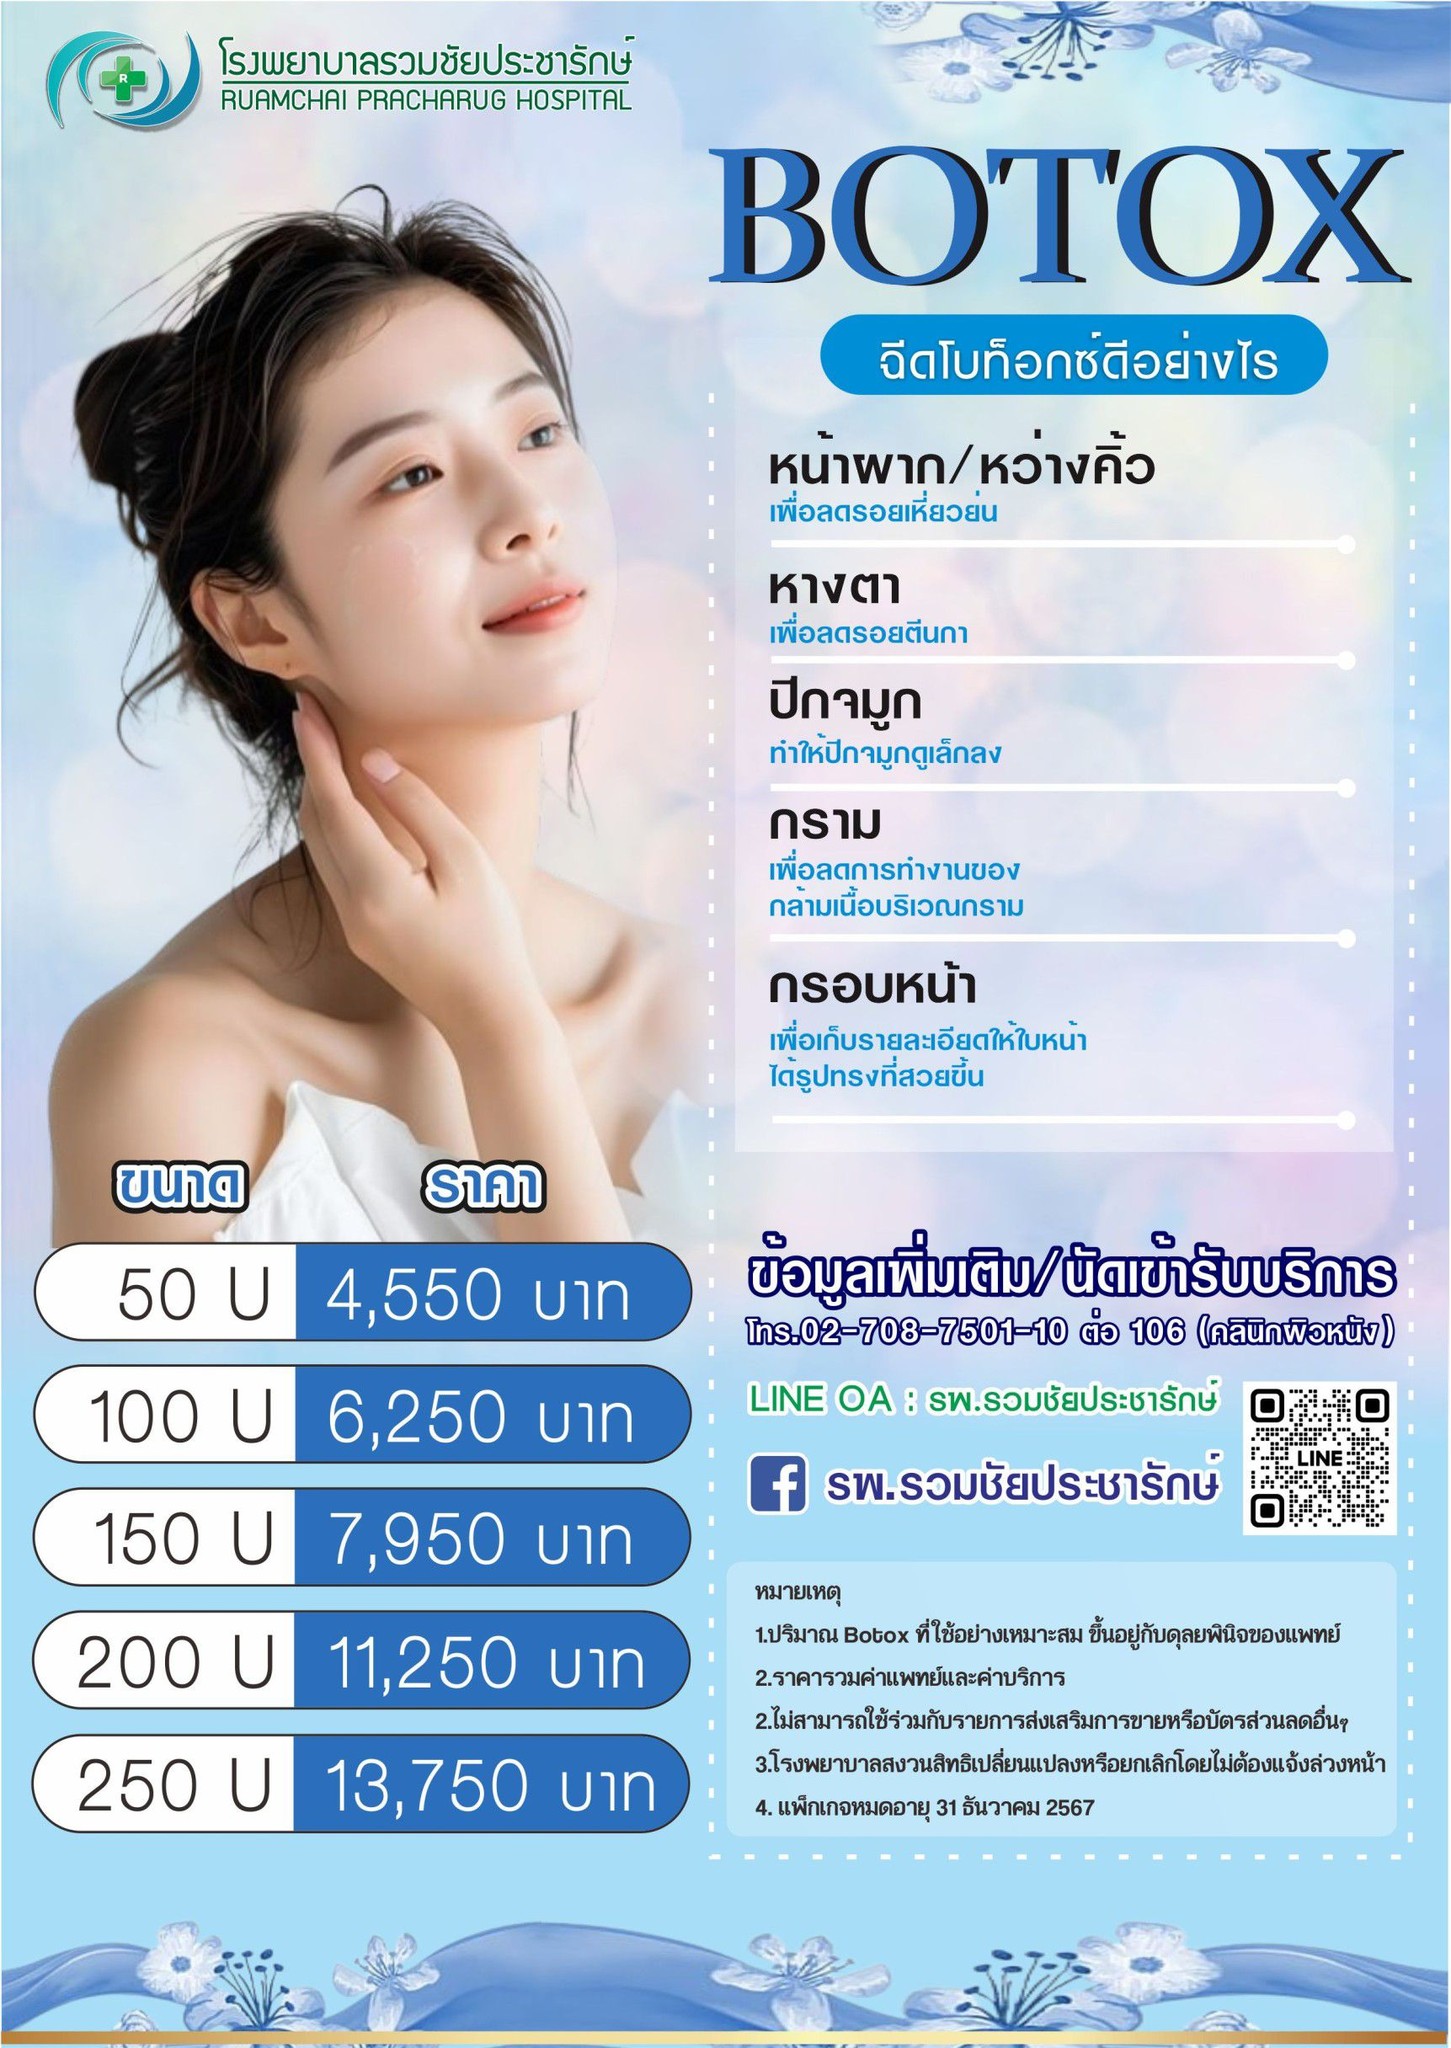 โรงพยาบาลรวมชัยประชารักษ์
RUAMCHAI PRACHARUG HOSPITAL
BOTOX
ฉีดโบท็อกซ์ดีอย่างไร
หน้าผาก/หว่างคิ้ว
เพื่อลดรอยเหี่ยวย่น
หางตา
เพื่อลดรอยตีนกา
ปีกจมูก
ทำให้ปีกจมูกดูเล็กลง
กราม
เพื่อลดการทำงานของ
กล้ามเนื้อบริเวณกราม
กรอบหน้า
เพื่อเก็บรายละเอียดให้ใบหน้า
ได้รูปทรงที่สวยขึ้น
ขนาด ราคา
50 U 4,550 บาท
100 U 6,250 บาท
150 U 7,950 บาท
200 U 11,250 บาท
250 U 13,750 บาท
ข้อมูลเพิ่มเติม/นัดเข้ารับบริการ
โทร.02-708-7501-10 ต่อ 106 (คลินิกผิวหนัง)
LINE OA : รพ.รวมชัยประชารักษ์
LINE
f รพ.รวมชัยประชารักษ์
หมายเหตุ
1.ปริมาณ Botox ที่ใช้อย่างเหมาะสม ขึ้นอยู่กับดุลยพินิจของแพทย์
2.ราคารวมค่าแพทย์และค่าบริการ
2.ไม่สามารถใช้ร่วมกับรายการส่งเสริมการขายหรือบัตรส่วนลดอื่นๆ
3.โรงพยาบาลสงวนสิทธิเปลี่ยนแปลงหรือยกเลิกโดยไม่ต้องแจ้งล่วงหน้า
4. แพ็กเกจหมดอายุ 31 ธันวาคม 2567